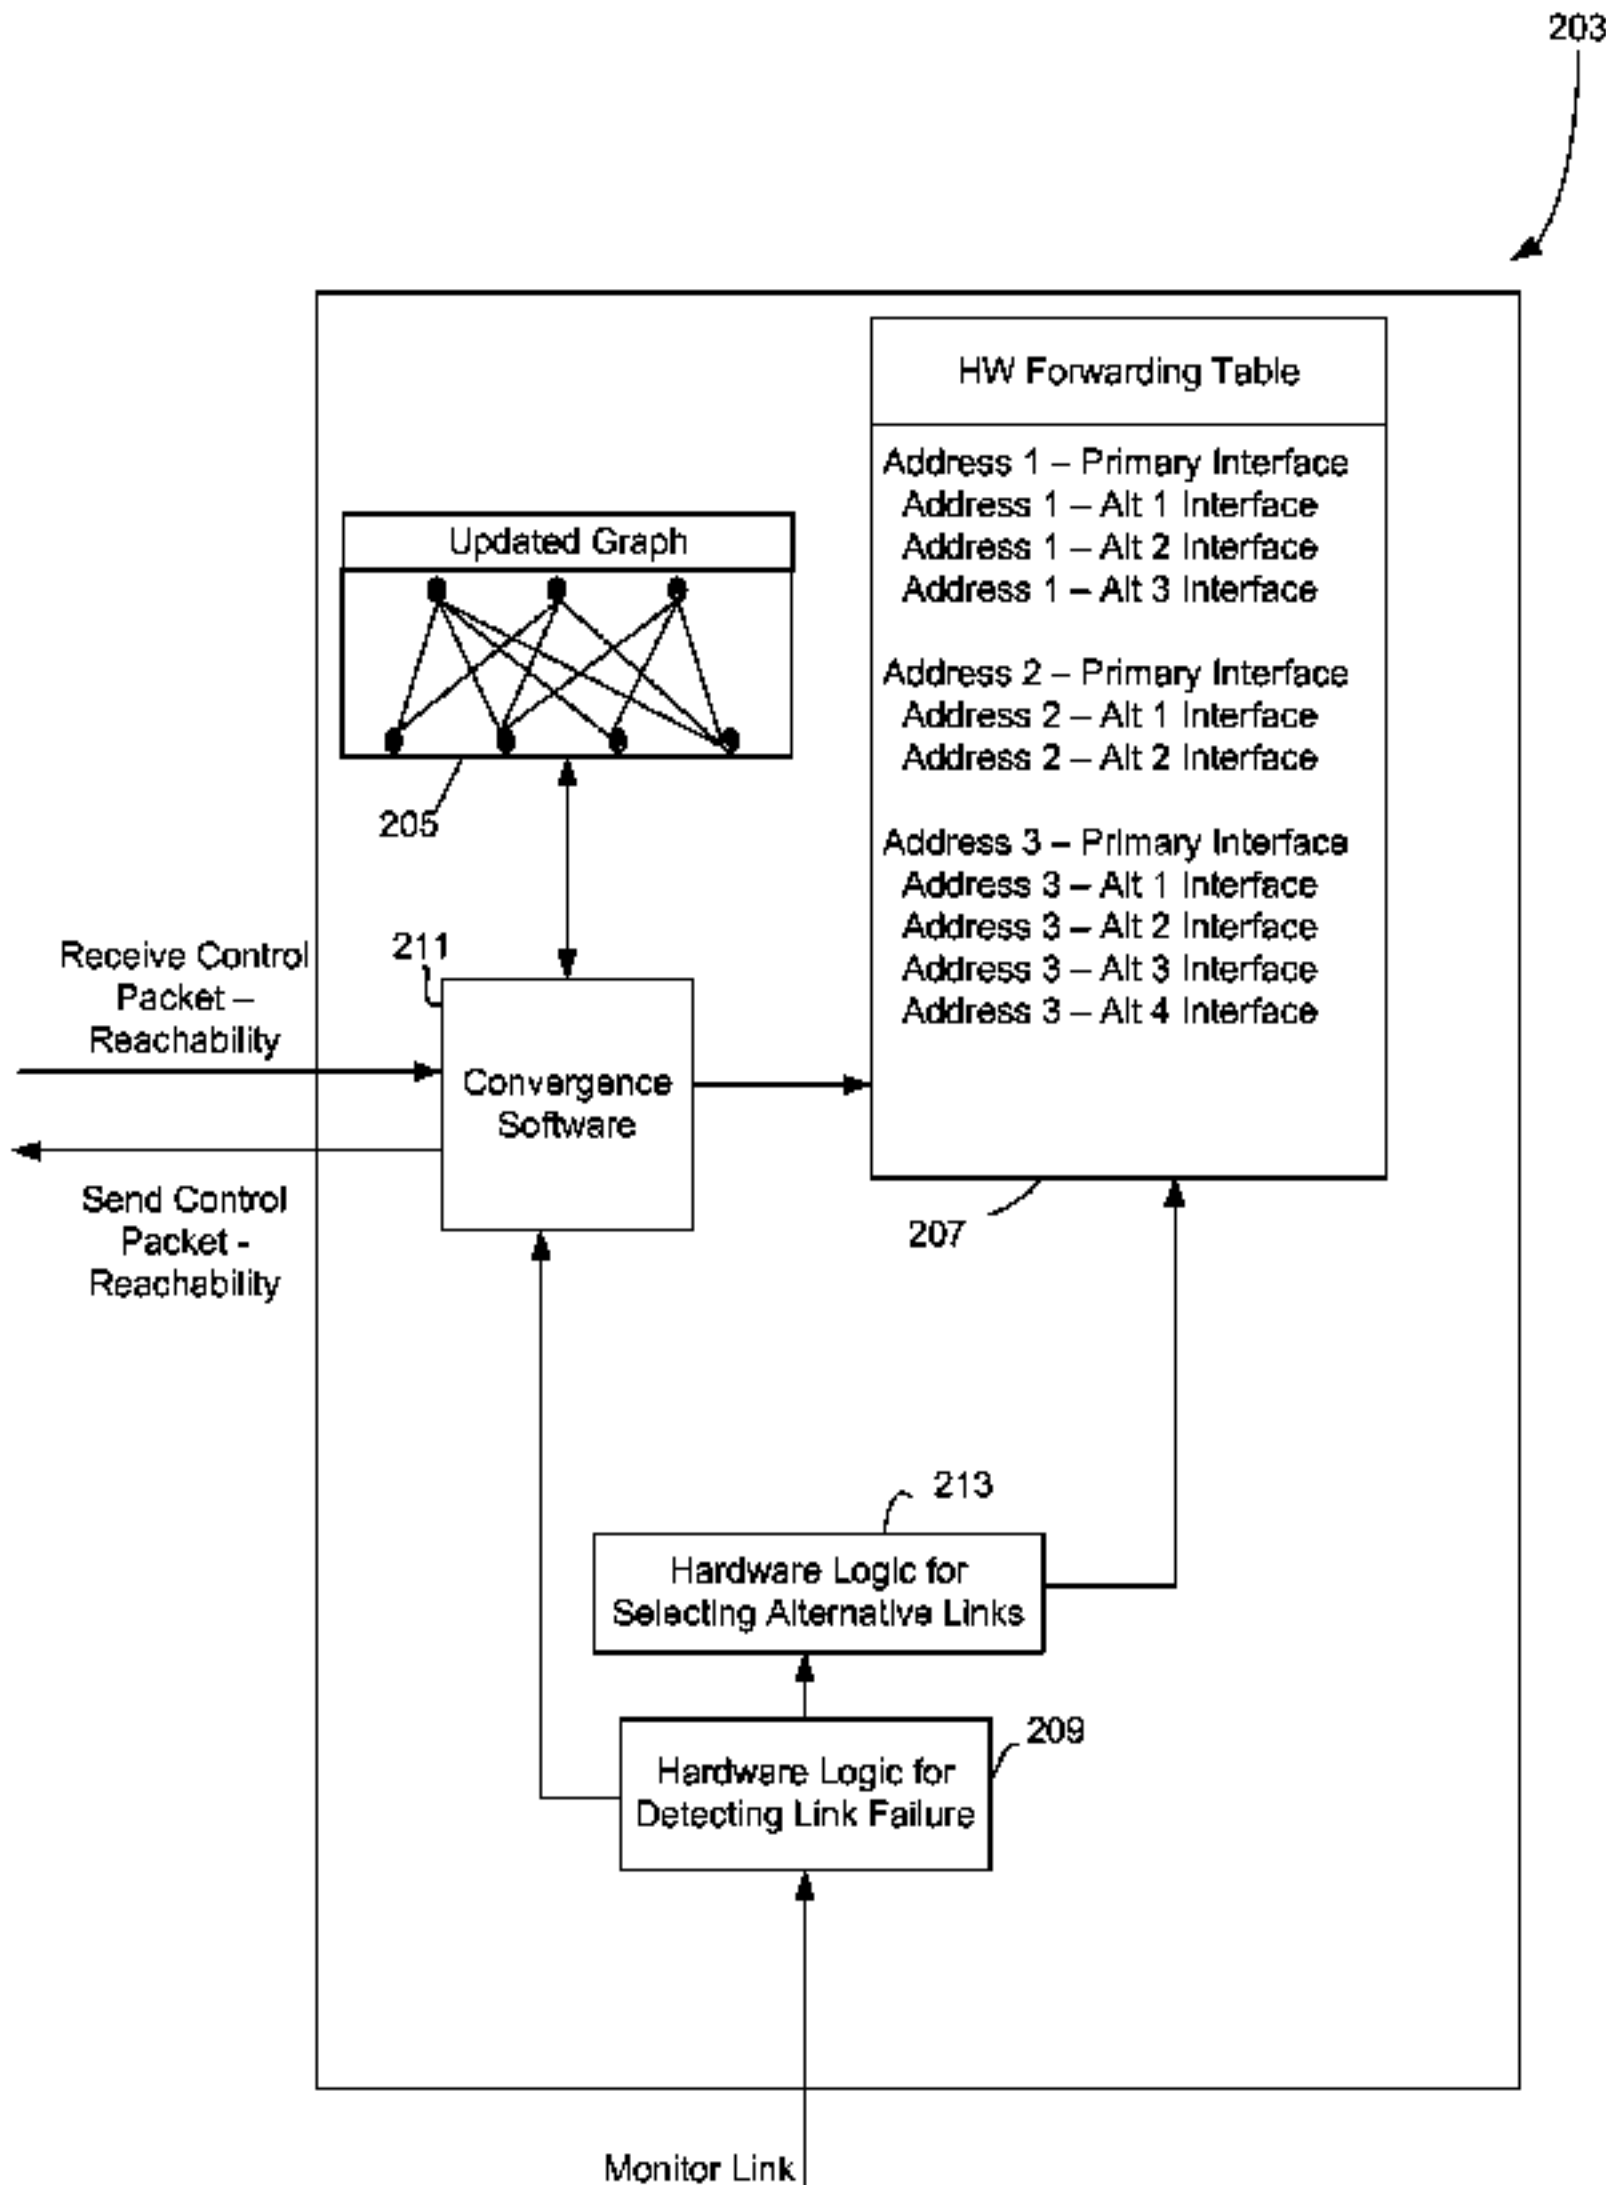 203
HW Forwarding Table
Address 1 – Primary Interface
Address 1 – Alt 1 Interface
Address 1 – Alt 2 Interface
Address 1 – Alt 3 Interface
Address 2 – Primary Interface
Address 2 – Alt 1 Interface
Address 2 – Alt 2 Interface
Address 3 – Primary Interface
Address 3 – Alt 1 Interface
Address 3 – Alt 2 Interface
Address 3 – Alt 3 Interface
Address 3 – Alt 4 Interface
207
Updated Graph
205
211
Receive Control
Packet –
Reachability
Convergence
Software
Send Control
Packet -
Reachability
213
Hardware Logic for
Selecting Alternative Links
209
Hardware Logic for
Detecting Link Failure
Monitor Link